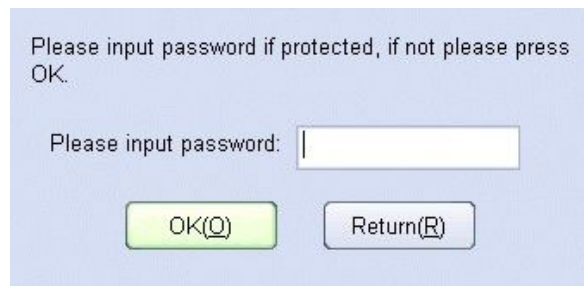 Please input password if protected, if not please press
OK.
Please input password:
OK(O)
Return(R)